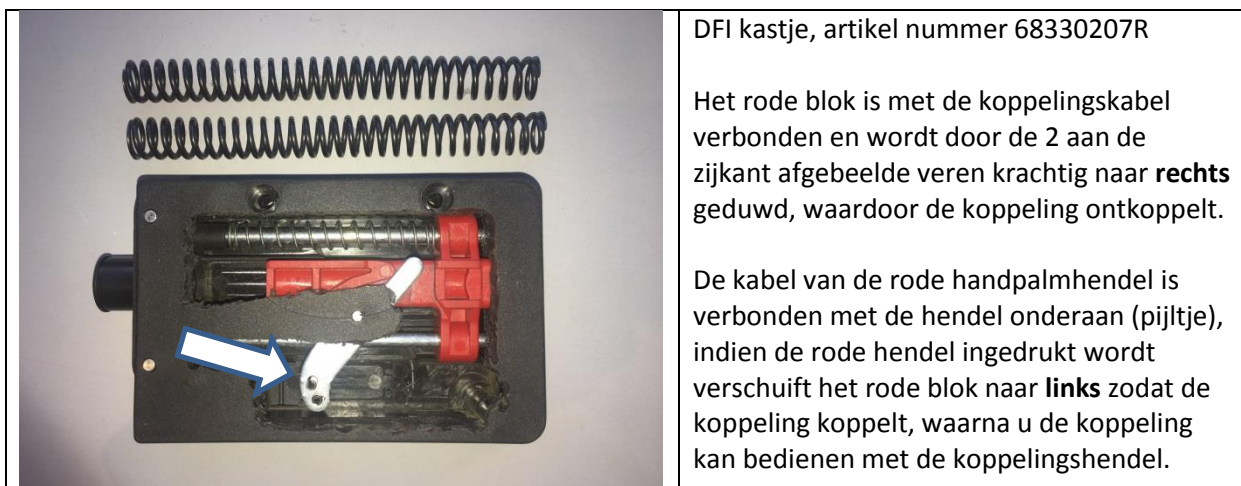 DFI kastje, artikel nummer 68330207R
Het rode blok is met de koppelingskabel
verbonden en wordt door de 2 aan de
zijkant afgebeelde veren krachtig naar rechts
geduwd, waardoor de koppeling ontkoppelt.
De kabel van de rode handpalmhendel is
verbonden met de hendel onderaan (pijltje),
indien de rode hendel ingedrukt wordt
verschuift het rode blok naar links zodat de
koppeling koppelt, waarna u de koppeling
kan bedienen met de koppelingshendel.